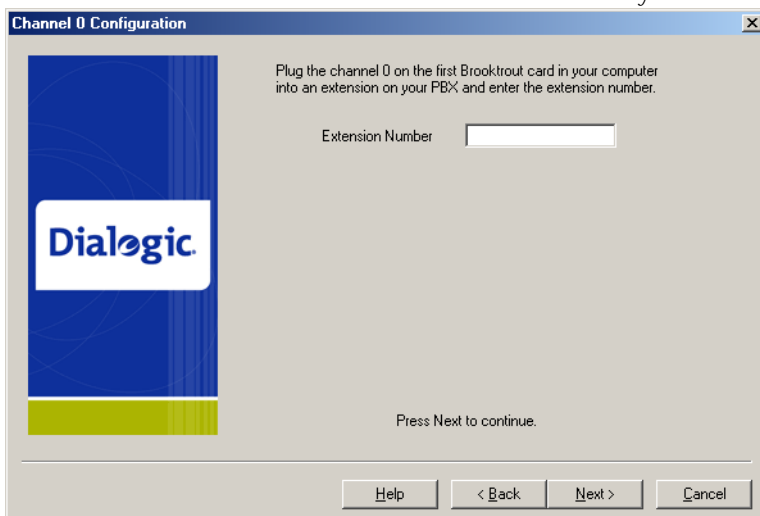 Channel 0 Configuration
Plug the channel 0 on the first Brooktrout card in your computer
into an extension on your PBX and enter the extension number.
Extension Number
Dialogic.
Press Next to continue.
Help
< Back
Next >
Cancel